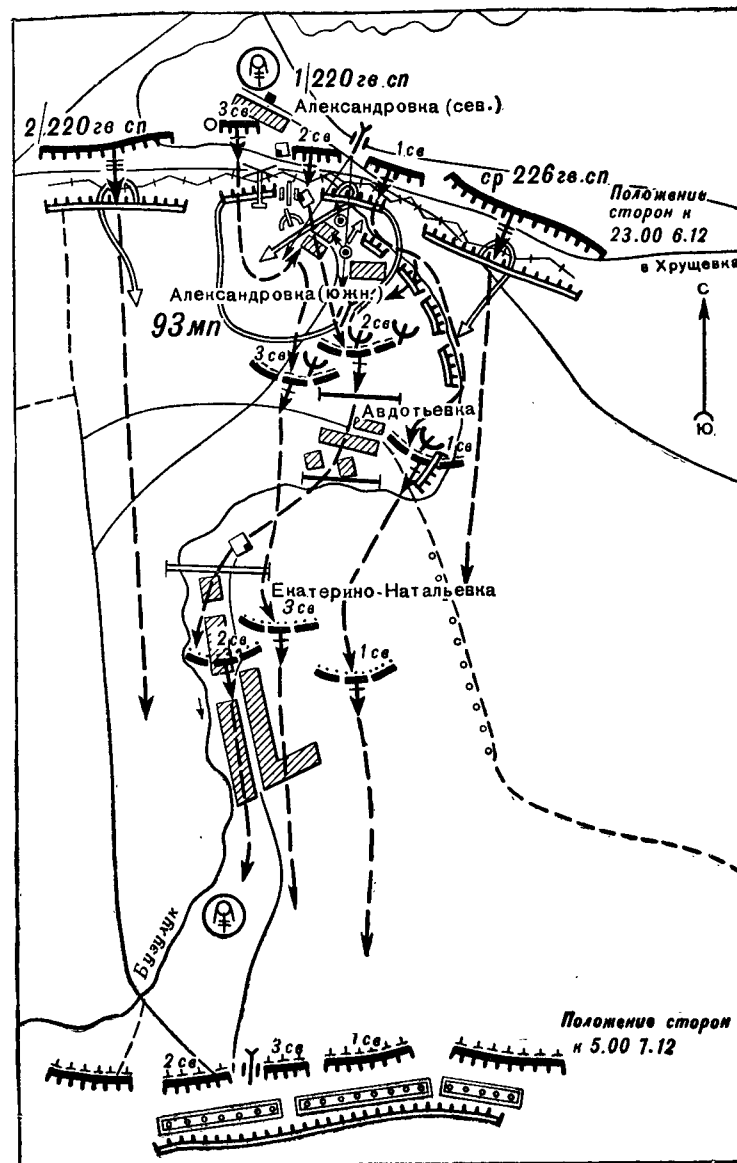 1/220 гв. сп
Александровка (сев.)
3 св
2/220 гв сп
2 св
1 св
ср 226 гв. сп
Положение
сторон к
23.00 6.12
в Хрущевка
С
Александровка (южн.)
93 мп
2 св
3 св
Ю.
Авдотьевка
1 св
Екатерино-Натальевка
3 св
2 св
1 св
Бузулук
Положение сторон
к 5.00 7.12
2 св
3 св
1 св